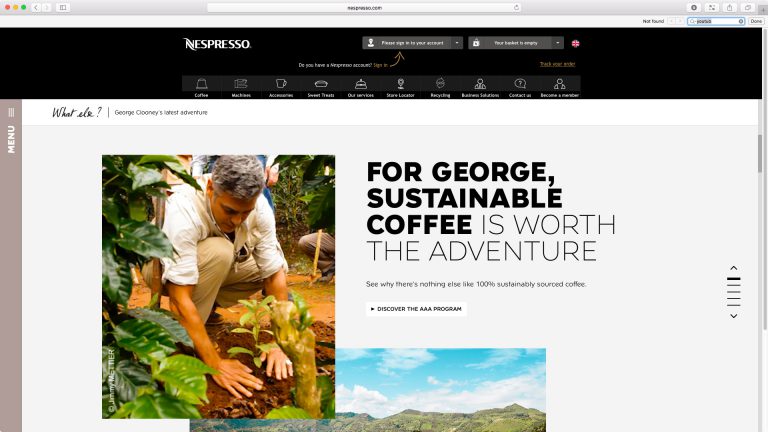 nespresso.com
Not found
youtub
Done
NESPRESSO.
Please sign in to your account
Your basket is empty
Do you have a Nespresso account? Sign in
Track your order
Coffee
Machines
Accessories
Sweet Treats
Our services
Store Locator
Recycling
Business Solutions
Contact us
Become a member
MENU
What else?
George Clooney's latest adventure
FOR GEORGE,
SUSTAINABLE
COFFEE IS WORTH
THE ADVENTURE
See why there's nothing else like 100% sustainably sourced coffee.
DISCOVER THE AAA PROGRAM